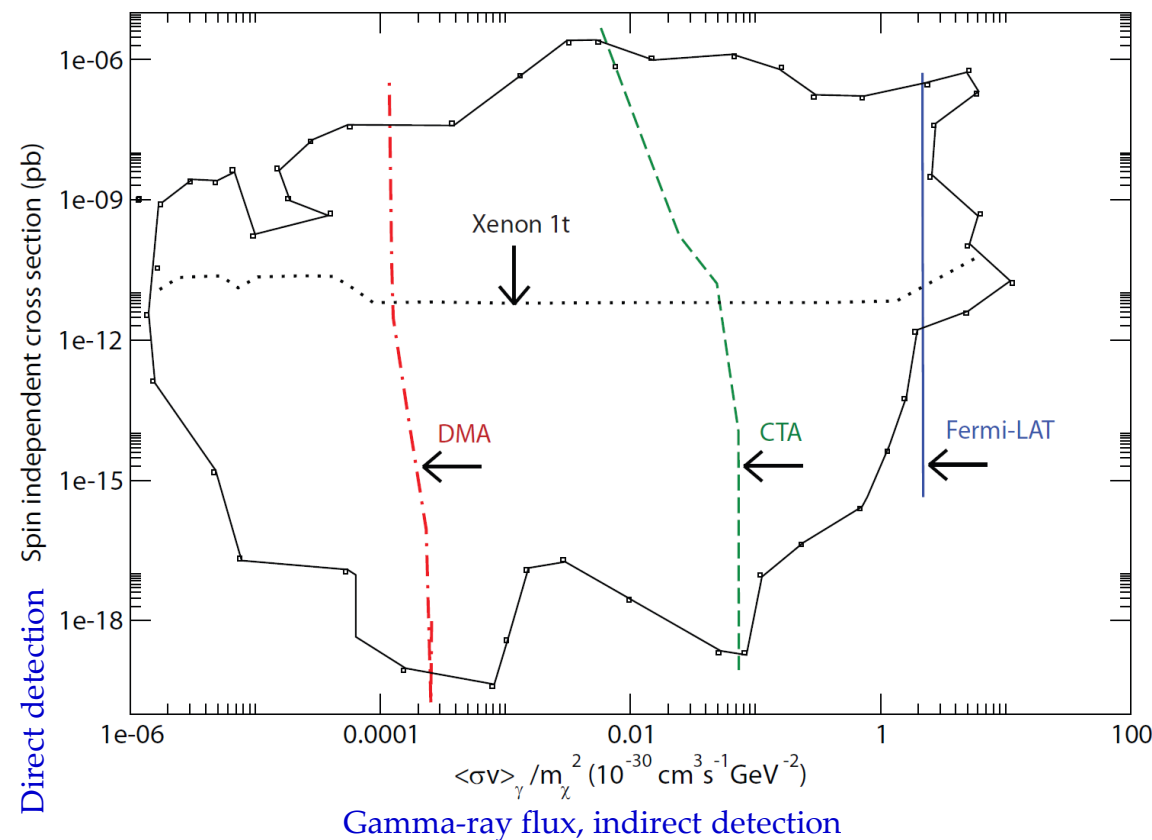 Direct detection Spin independent cross section (pb)
1e-06
1e-09
1e-12
1e-15
1e-18
Xenon 1t
DMA
CTA
Fermi-LAT
1e-06 0.0001 0.01 1 100
<σv>γ /mχ² (10⁻³⁰ cm³s⁻¹GeV⁻²)
Gamma-ray flux, indirect detection